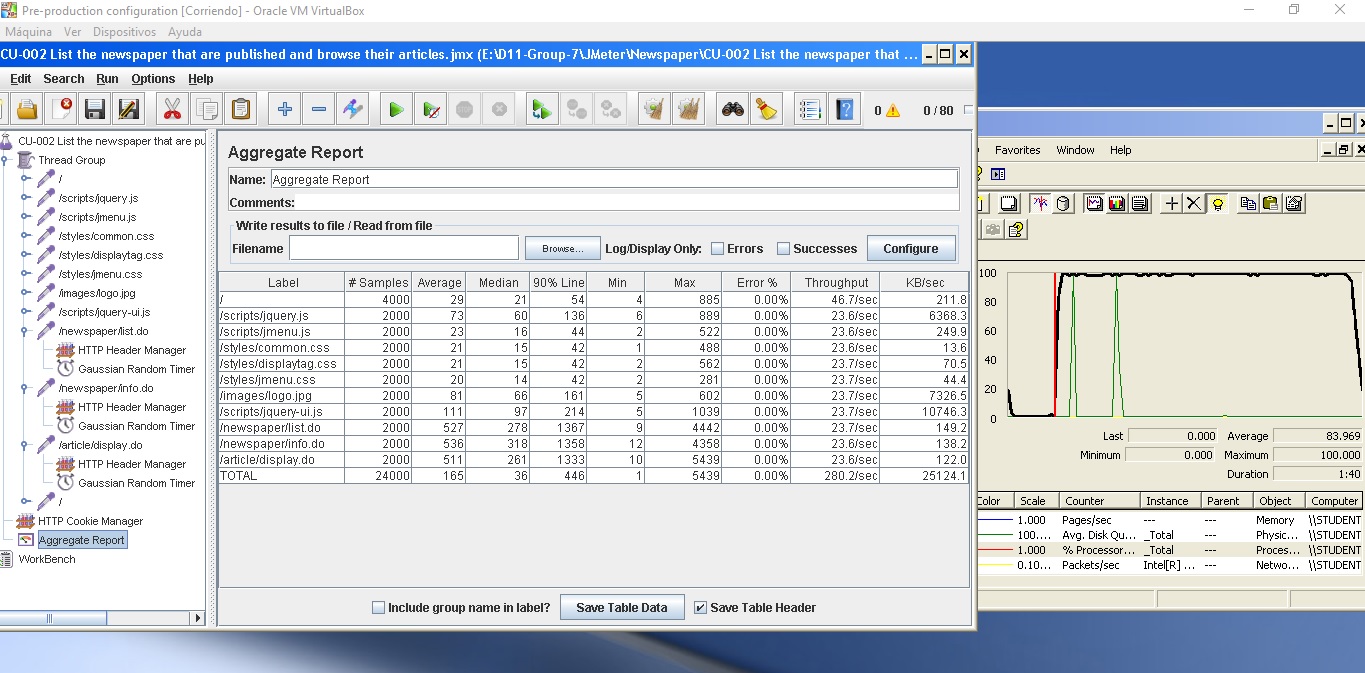 Pre-production configuration [Corriendo] - Oracle VM VirtualBox
Máquina Ver Dispositivos Ayuda
CU-002 List the newspaper that are published and browse their articles.jmx (E:\D11-Group-7\JMeter\Newspaper\CU-002 List the newspaper that ...
Edit Search Run Options Help
0 0 / 80
CU-002 List the newspaper that are pu
Thread Group
/
/scripts/jquery.js
/scripts/jmenu.js
/styles/common.css
/styles/displaytag.css
/styles/jmenu.css
/images/logo.jpg
/scripts/jquery-ui.js
/newspaper/list.do
HTTP Header Manager
Gaussian Random Timer
/newspaper/info.do
HTTP Header Manager
Gaussian Random Timer
/article/display.do
HTTP Header Manager
Gaussian Random Timer
/
HTTP Cookie Manager
Aggregate Report
WorkBench
Aggregate Report
Name: Aggregate Report
Comments:
Write results to file / Read from file
Filename Browse... Log/Display Only: Errors Successes Configure
Label # Samples Average Median 90% Line Min Max Error % Throughput KB/sec
/ 4000 29 21 54 4 885 0.00% 46.7/sec 211.8
/scripts/jquery.js 2000 73 60 136 6 889 0.00% 23.6/sec 6368.3
/scripts/jmenu.js 2000 23 16 44 2 522 0.00% 23.6/sec 249.9
/styles/common.css 2000 21 15 42 1 488 0.00% 23.6/sec 13.6
/styles/displaytag.css 2000 21 15 42 2 562 0.00% 23.7/sec 70.5
/styles/jmenu.css 2000 20 14 42 2 281 0.00% 23.6/sec 44.4
/images/logo.jpg 2000 81 66 161 5 602 0.00% 23.6/sec 7326.5
/scripts/jquery-ui.js 2000 111 97 214 5 1039 0.00% 23.6/sec 10746.3
/newspaper/list.do 2000 527 278 1367 9 4442 0.00% 23.7/sec 149.2
/newspaper/info.do 2000 536 318 1358 12 4358 0.00% 23.6/sec 138.2
/article/display.do 2000 511 261 1333 10 5439 0.00% 23.6/sec 122.0
TOTAL 24000 165 36 446 1 5439 0.00% 280.2/sec 25124.1
Include group name in label? Save Table Data Save Table Header
Favorites Window Help
100
80
60
40
20
0
Last 0.000 Average 83.969
Minimum 0.000 Maximum 100.000
Duration 1:40
Color Scale Counter Instance Parent Object Computer
1.000 Pages/sec --- --- Memory \\STUDENT
100.... Avg. Disk Qu... _Total --- Physic... \\STUDENT
1.000 % Processor... _Total --- Proces... \\STUDENT
0.10... Packets/sec Intel[R] ... --- Netwo... \\STUDENT